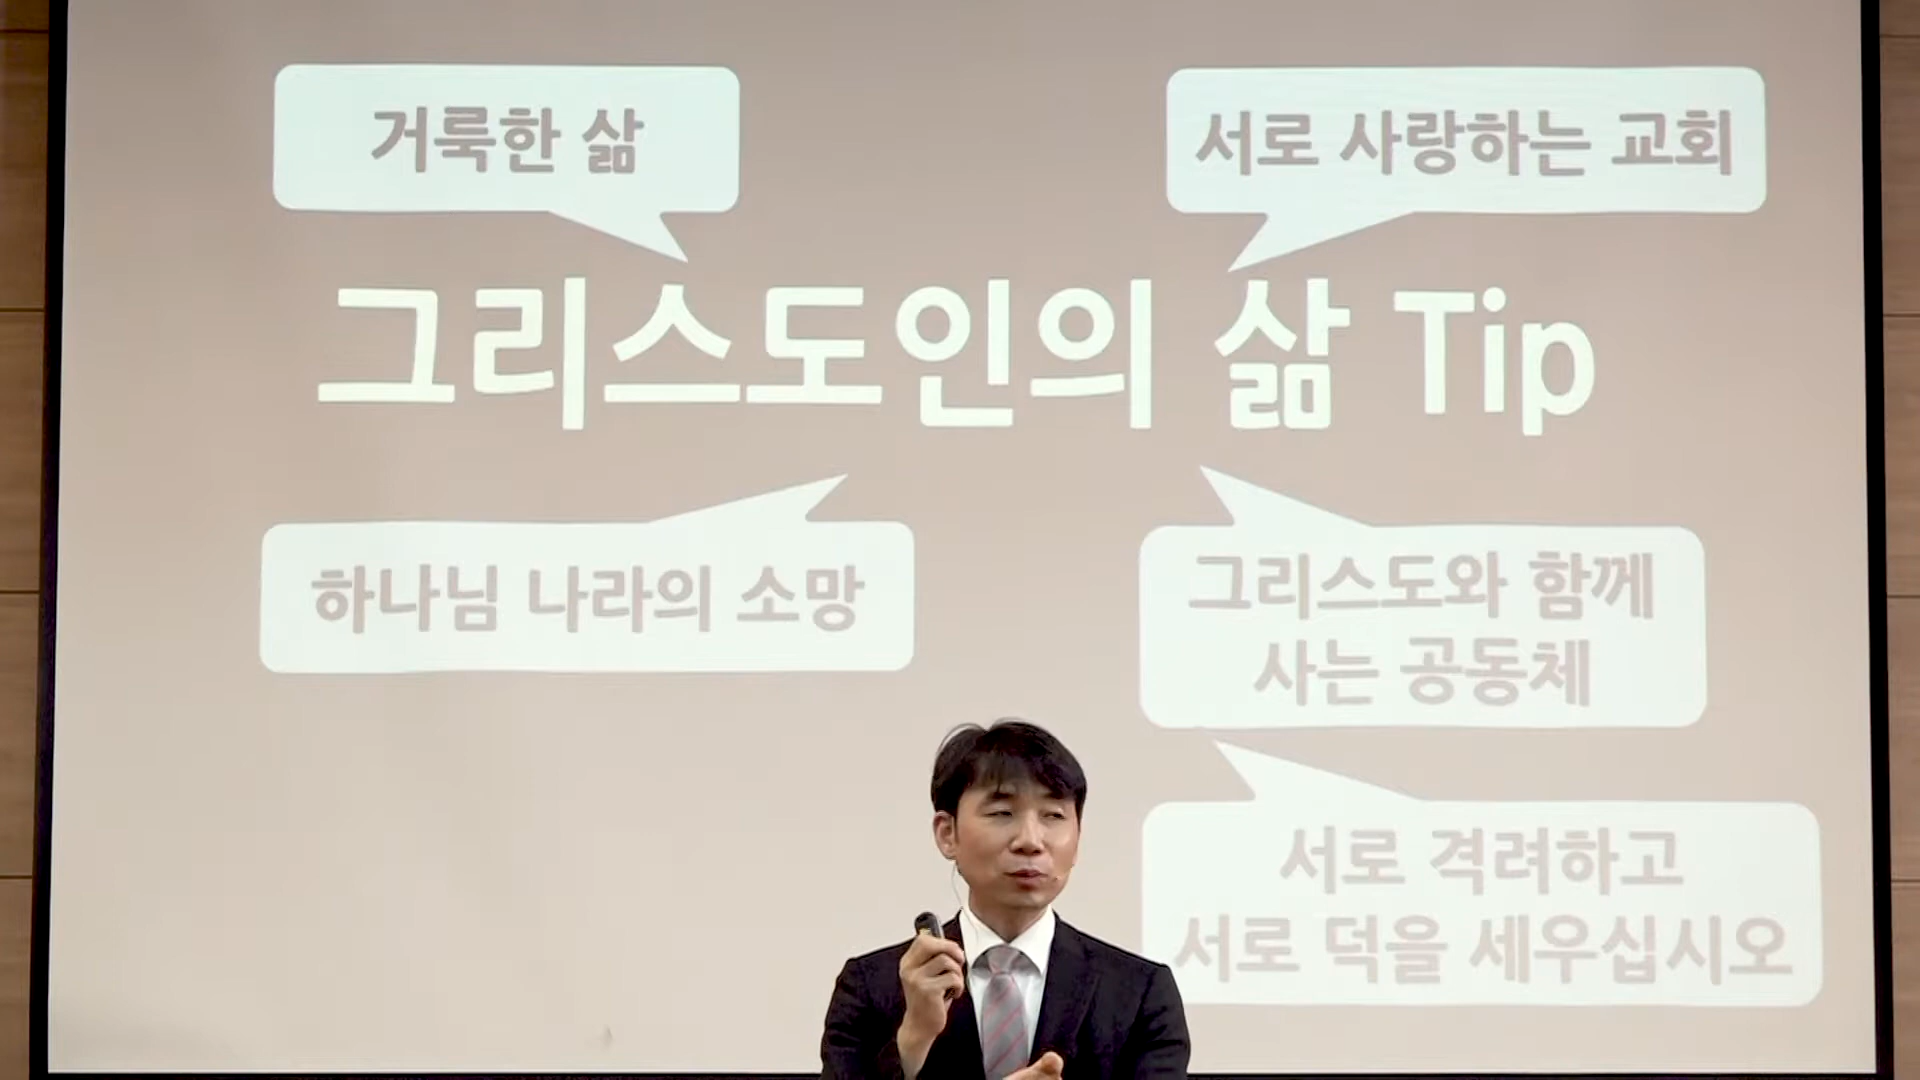 거룩한 삶
서로 사랑하는 교회
그리스도인의 삶 Tip
하나님 나라의 소망
그리스도와 함께
사는 공동체
서로 격려하고
서로 덕을 세우십시오